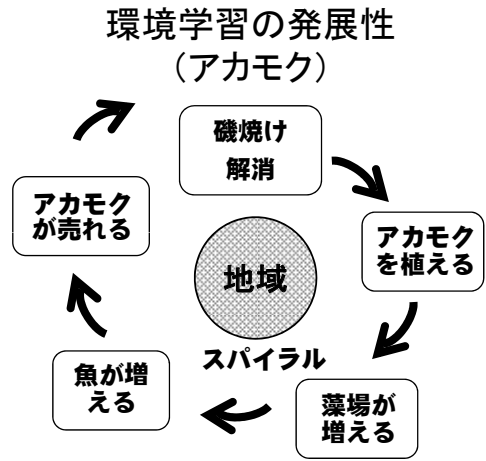 環境学習の発展性
（アカモク）
磯焼け
解消
アカモク
を植える
藻場が
増える
魚が増
える
アカモク
が売れる
地域
スパイラル